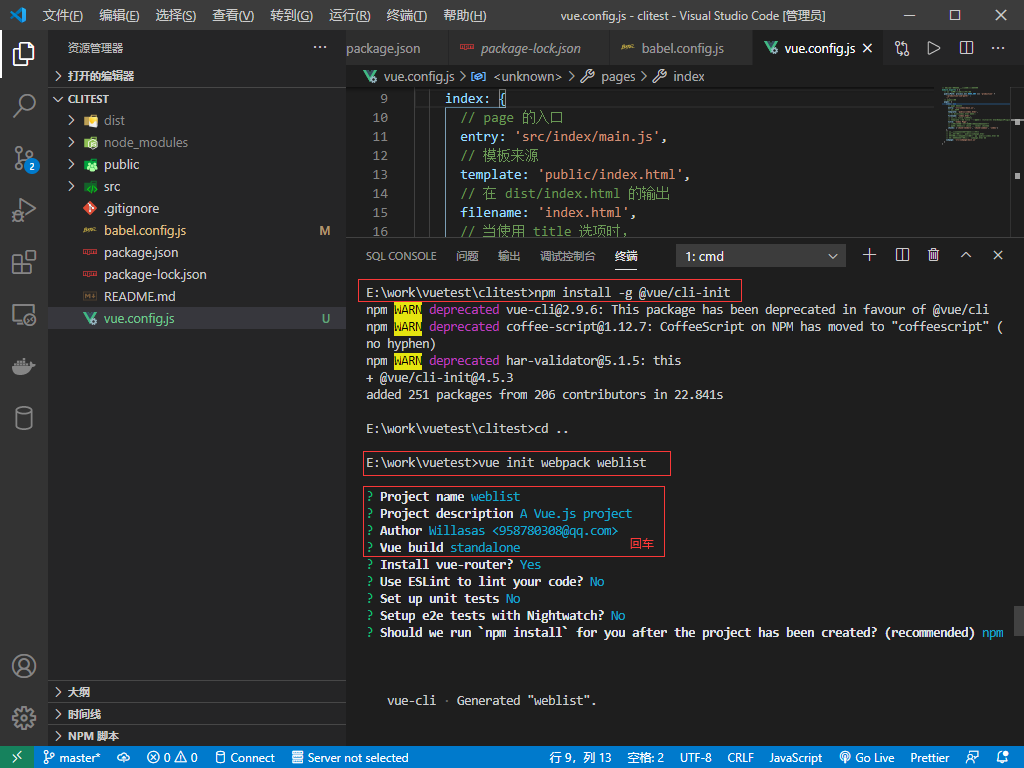 文件(F) 编辑(E) 选择(S) 查看(V) 转到(G) 运行(R) 终端(T) 帮助(H) vue.config.js - clitest - Visual Studio Code [管理员]
资源管理器
打开的编辑器
CLITEST
dist
node_modules
public
src
.gitignore
babel.config.js M
package.json
package-lock.json
README.md
vue.config.js U
大纲
时间线
NPM 脚本
2
package.json package-lock.json babel.config.js vue.config.js
vue.config.js > <unknown> > pages > index
9 index: {
10 // page 的入口
11 entry: 'src/index/main.js',
12 // 模板来源
13 template: 'public/index.html',
14 // 在 dist/index.html 的输出
15 filename: 'index.html',
16 // 当使用 title 选项时，
SQL CONSOLE 问题 输出 调试控制台 终端 1: cmd
E:\work\vuetest\clitest>npm install -g @vue/cli-init
npm WARN deprecated vue-cli@2.9.6: This package has been deprecated in favour of @vue/cli
npm WARN deprecated coffee-script@1.12.7: CoffeeScript on NPM has moved to "coffeescript" (
no hyphen)
npm WARN deprecated har-validator@5.1.5: this
+ @vue/cli-init@4.5.3
added 251 packages from 206 contributors in 22.841s
E:\work\vuetest\clitest>cd ..
E:\work\vuetest>vue init webpack weblist
? Project name weblist
? Project description A Vue.js project
? Author Willasas <958780308@qq.com>
? Vue build standalone 回车
? Install vue-router? Yes
? Use ESLint to lint your code? No
? Set up unit tests No
? Setup e2e tests with Nightwatch? No
? Should we run `npm install` for you after the project has been created? (recommended) npm
vue-cli · Generated "weblist".
master* 0 0 Connect Server not selected 行 9，列 13 空格: 2 UTF-8 CRLF JavaScript Go Live Prettier